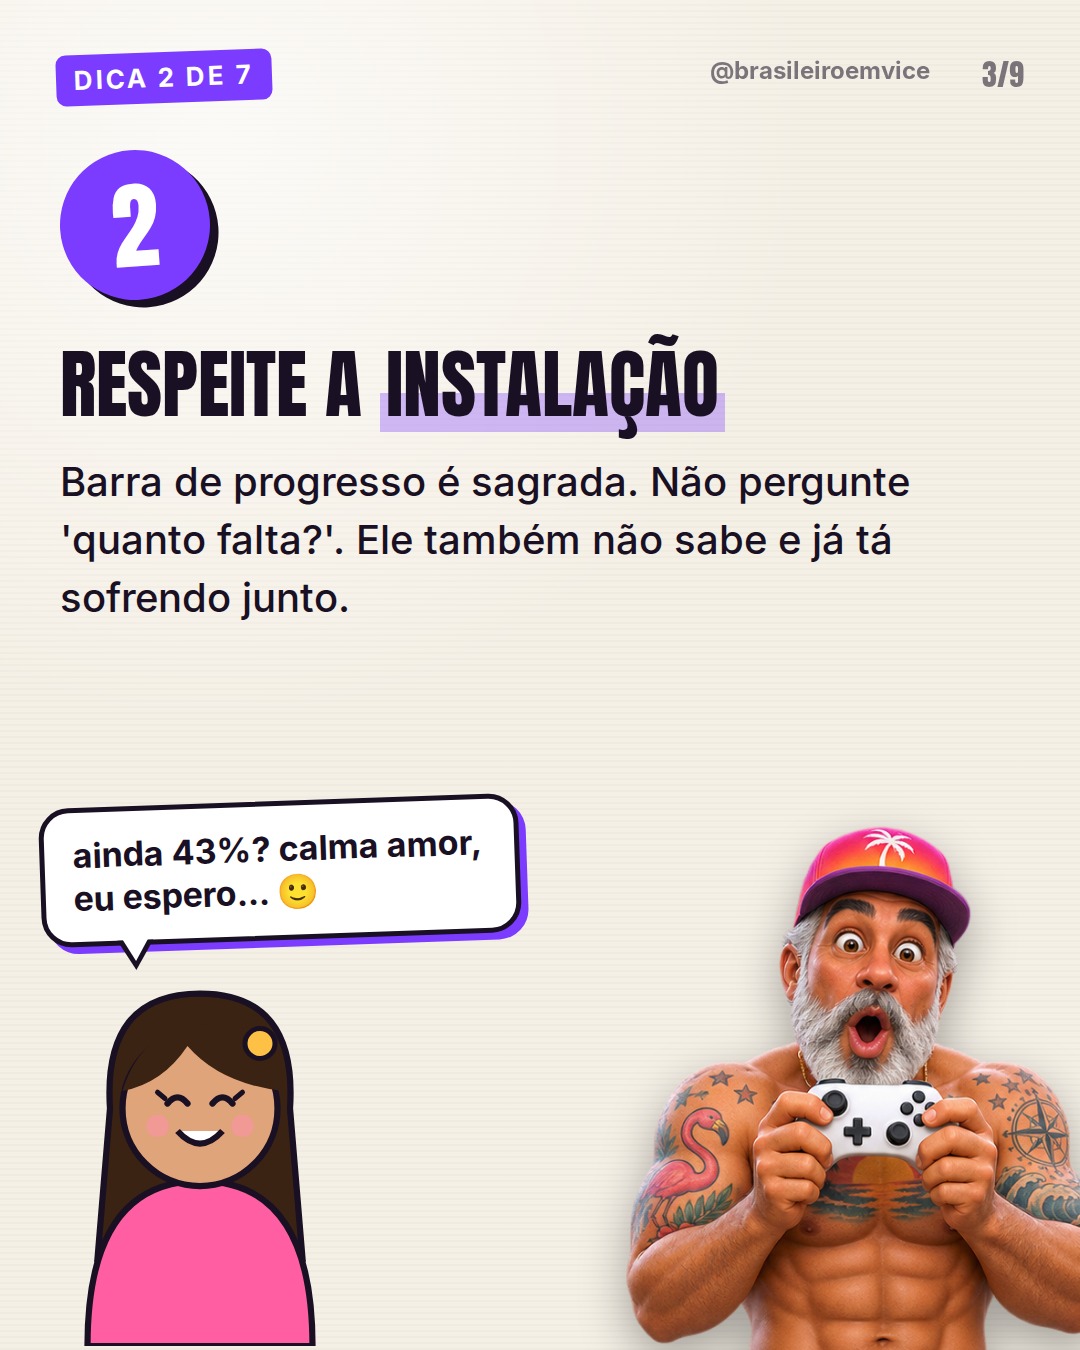 DICA 2 DE 7
@brasileiroemvice
3/9
2
RESPEITE A INSTALAÇÃO
Barra de progresso é sagrada. Não pergunte
'quanto falta?'. Ele também não sabe e já tá
sofrendo junto.
ainda 43%? calma amor,
eu espero... 🙂